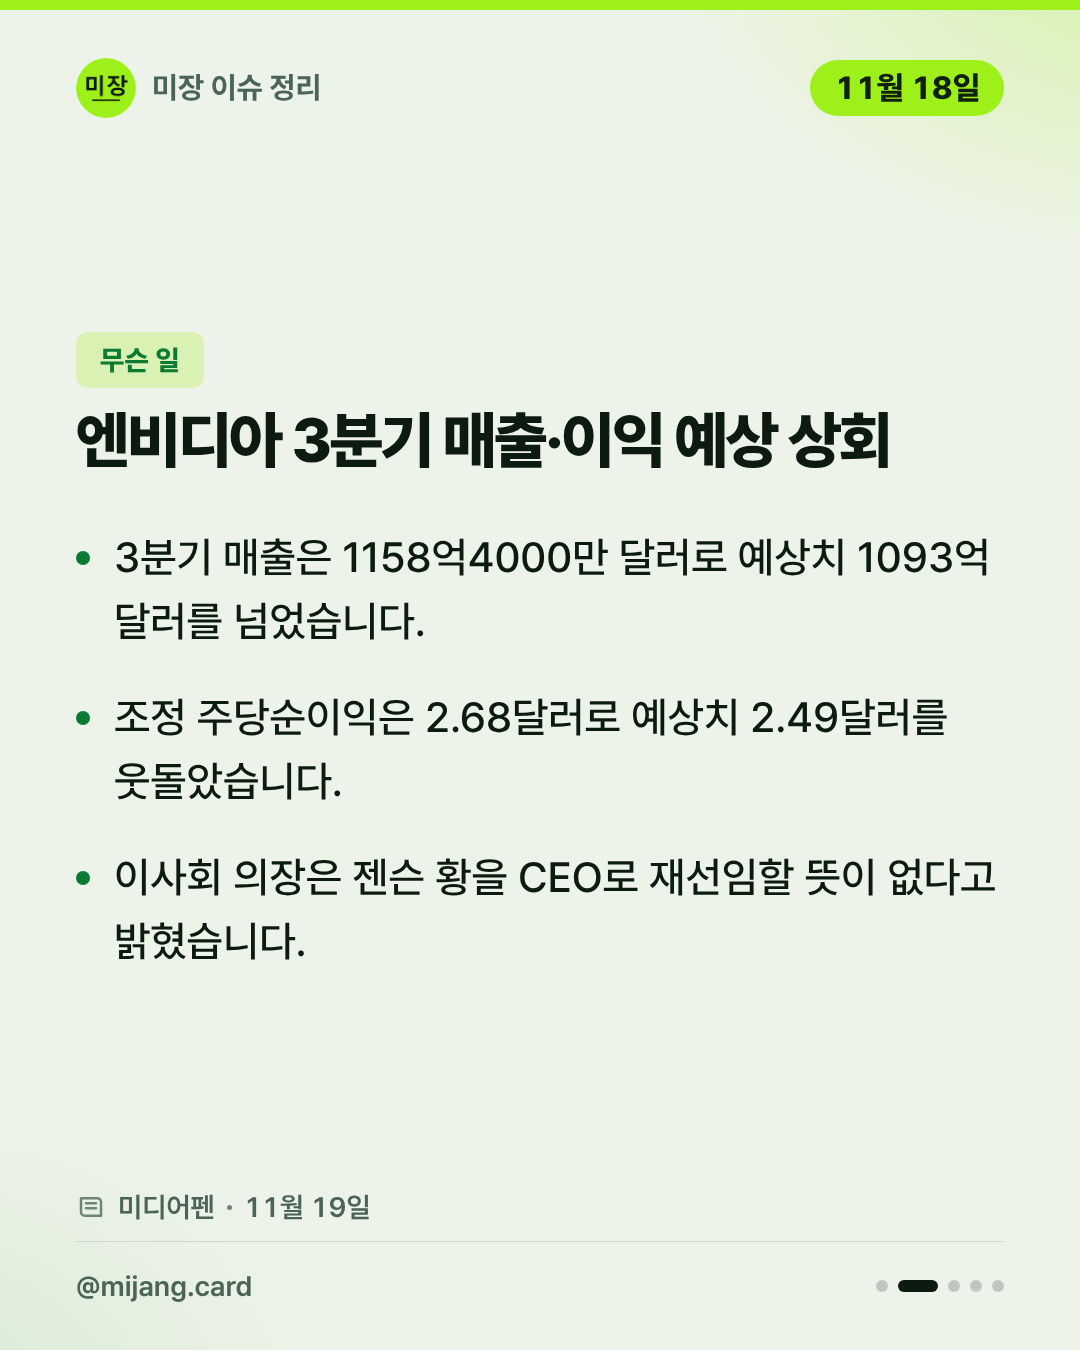 미장
미장 이슈 정리
11월 18일
무슨 일
엔비디아 3분기 매출·이익 예상 상회
• 3분기 매출은 1158억4000만 달러로 예상치 1093억
달러를 넘었습니다.
• 조정 주당순이익은 2.68달러로 예상치 2.49달러를
웃돌았습니다.
• 이사회 의장은 젠슨 황을 CEO로 재선임할 뜻이 없다고
밝혔습니다.
미디어펜 · 11월 19일
@mijang.card